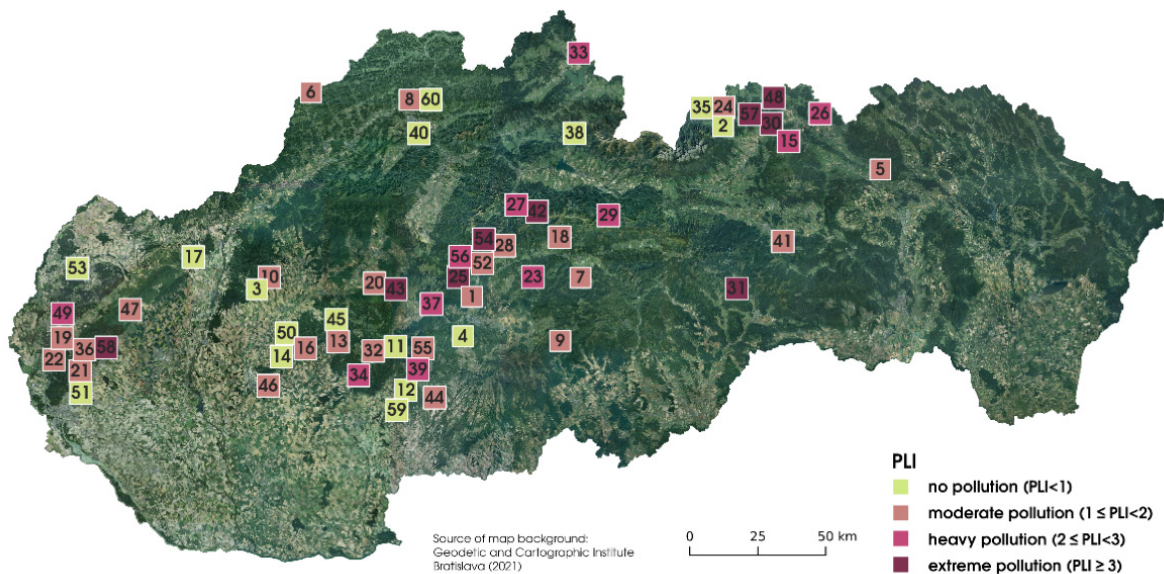 33
6
8 60
35 24 48
57 26
2 30
40 38
15
5
27 42 29
54 18
28 41
17 56
53 52
10 25 23 7
20
3 43 31
1
37
49 47
45
19 50 4
13 9
36 58 16 32 11 55
22 14
21 34 39
46 12
51 44
59
PLI
no pollution (PLI<1)
moderate pollution (1 ≤ PLI<2)
heavy pollution (2 ≤ PLI<3)
extreme pollution (PLI ≥ 3)
Source of map background:
Geodetic and Cartographic Institute
Bratislava (2021)
0 25 50 km